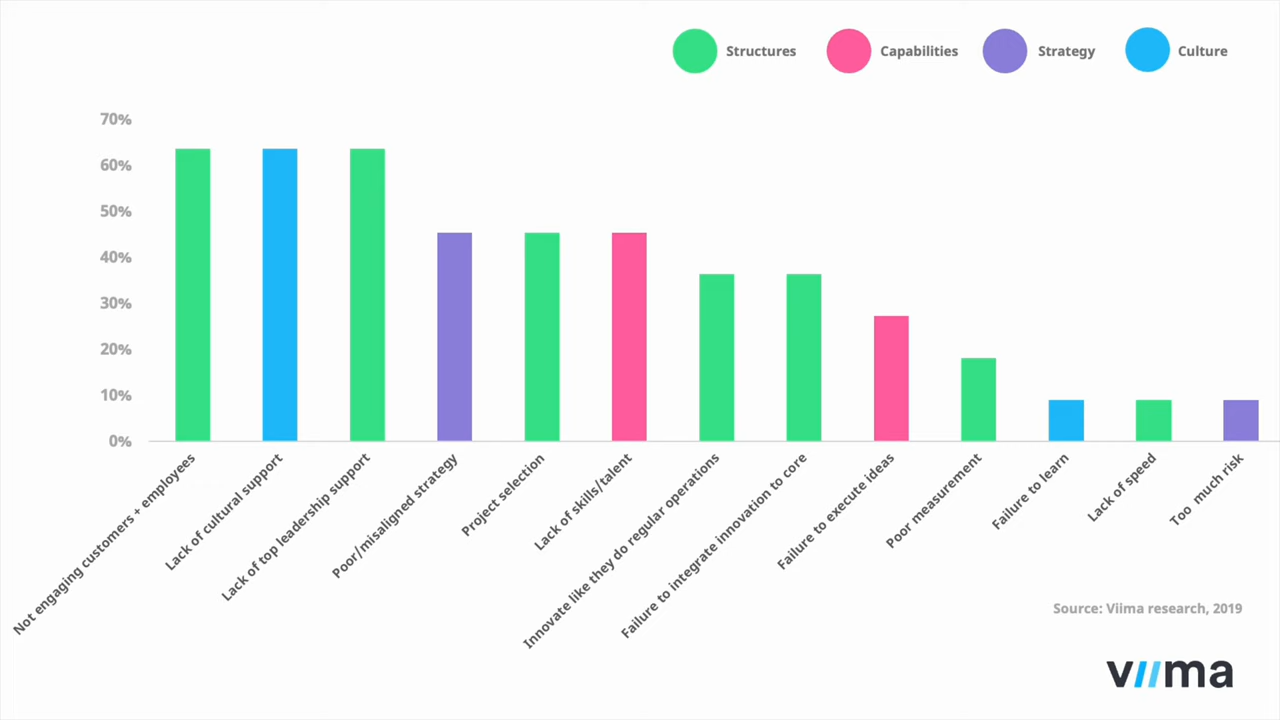 Structures
Capabilities
Strategy
Culture
70%
60%
50%
40%
30%
20%
10%
0%
Not engaging customers + employees
Lack of cultural support
Lack of top leadership support
Poor/misaligned strategy
Project selection
Lack of skills/talent
Innovate like they do regular operations
Failure to integrate innovation to core
Failure to execute ideas
Poor measurement
Failure to learn
Lack of speed
Too much risk
Source: Viima research, 2019
viima